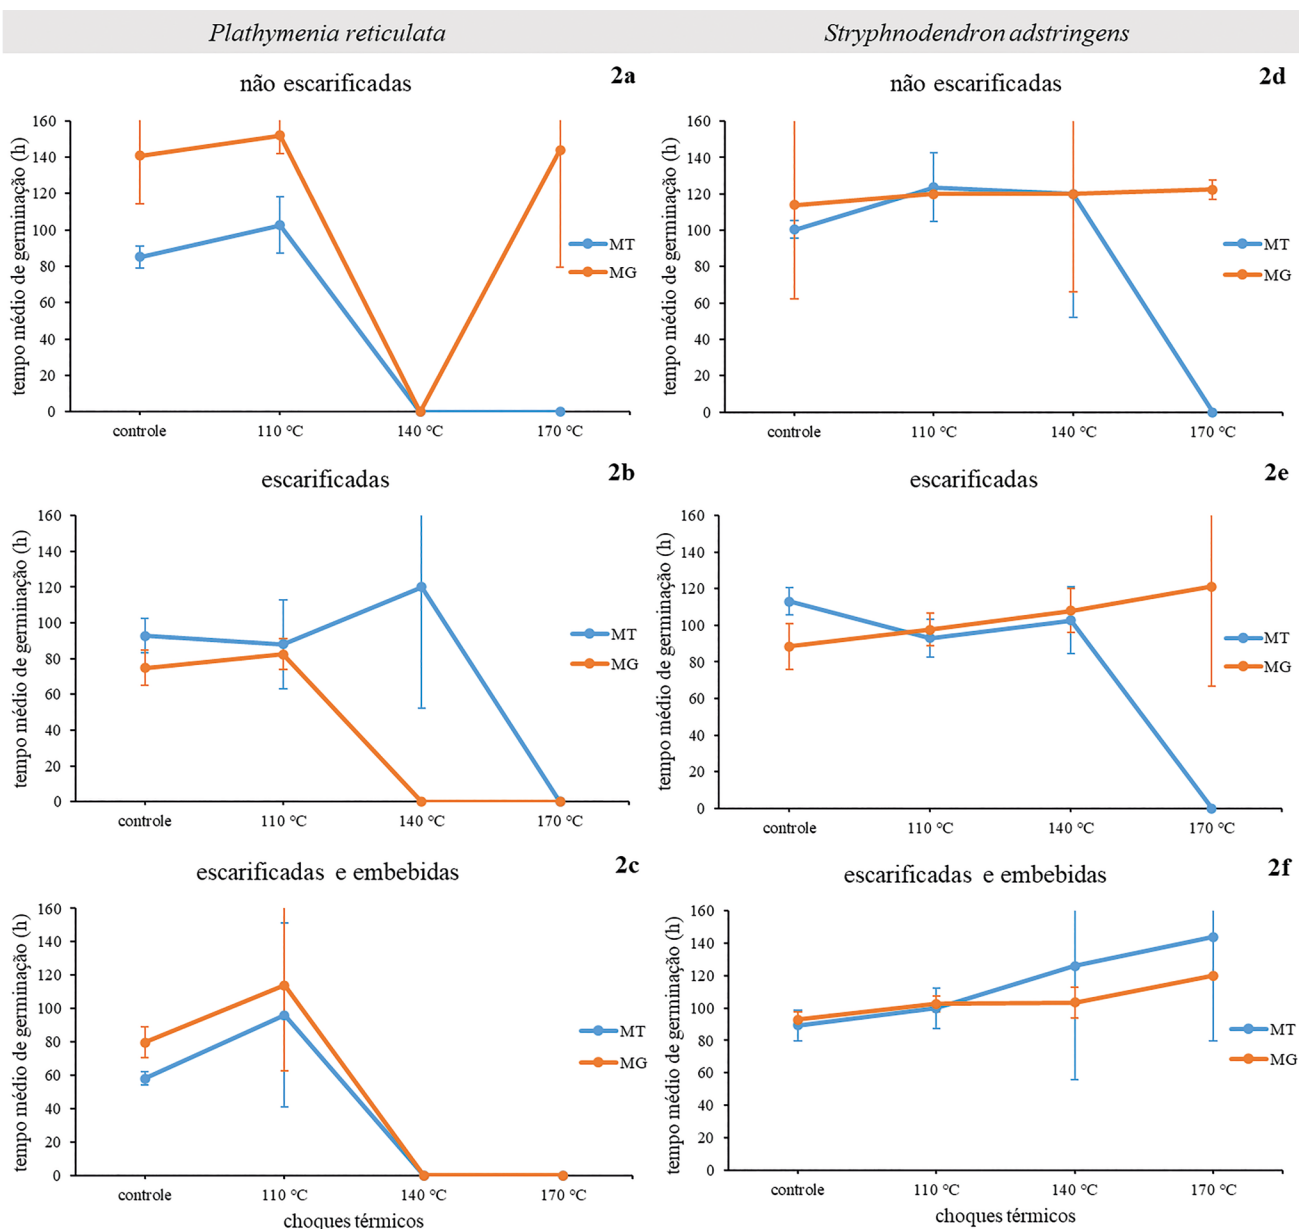 Plathymenia reticulata
Stryphnodendron adstringens
não escarificadas
2a
tempo médio de germinação (h)
160
140
120
100
80
60
40
20
0
controle
110 °C
140 °C
170 °C
MT
MG
não escarificadas
2d
tempo médio de germinação (h)
160
140
120
100
80
60
40
20
0
controle
110 °C
140 °C
170 °C
MT
MG
escarificadas
2b
tempo médio de germinação (h)
160
140
120
100
80
60
40
20
0
controle
110 °C
140 °C
170 °C
MT
MG
escarificadas
2e
tempo médio de germinação (h)
160
140
120
100
80
60
40
20
0
controle
110 °C
140 °C
170 °C
MT
MG
escarificadas e embebidas
2c
tempo médio de germinação (h)
160
140
120
100
80
60
40
20
0
controle
110 °C
140 °C
170 °C
choques térmicos
MT
MG
escarificadas e embebidas
2f
tempo médio de germinação (h)
160
140
120
100
80
60
40
20
0
controle
110 °C
140 °C
170 °C
choques térmicos
MT
MG